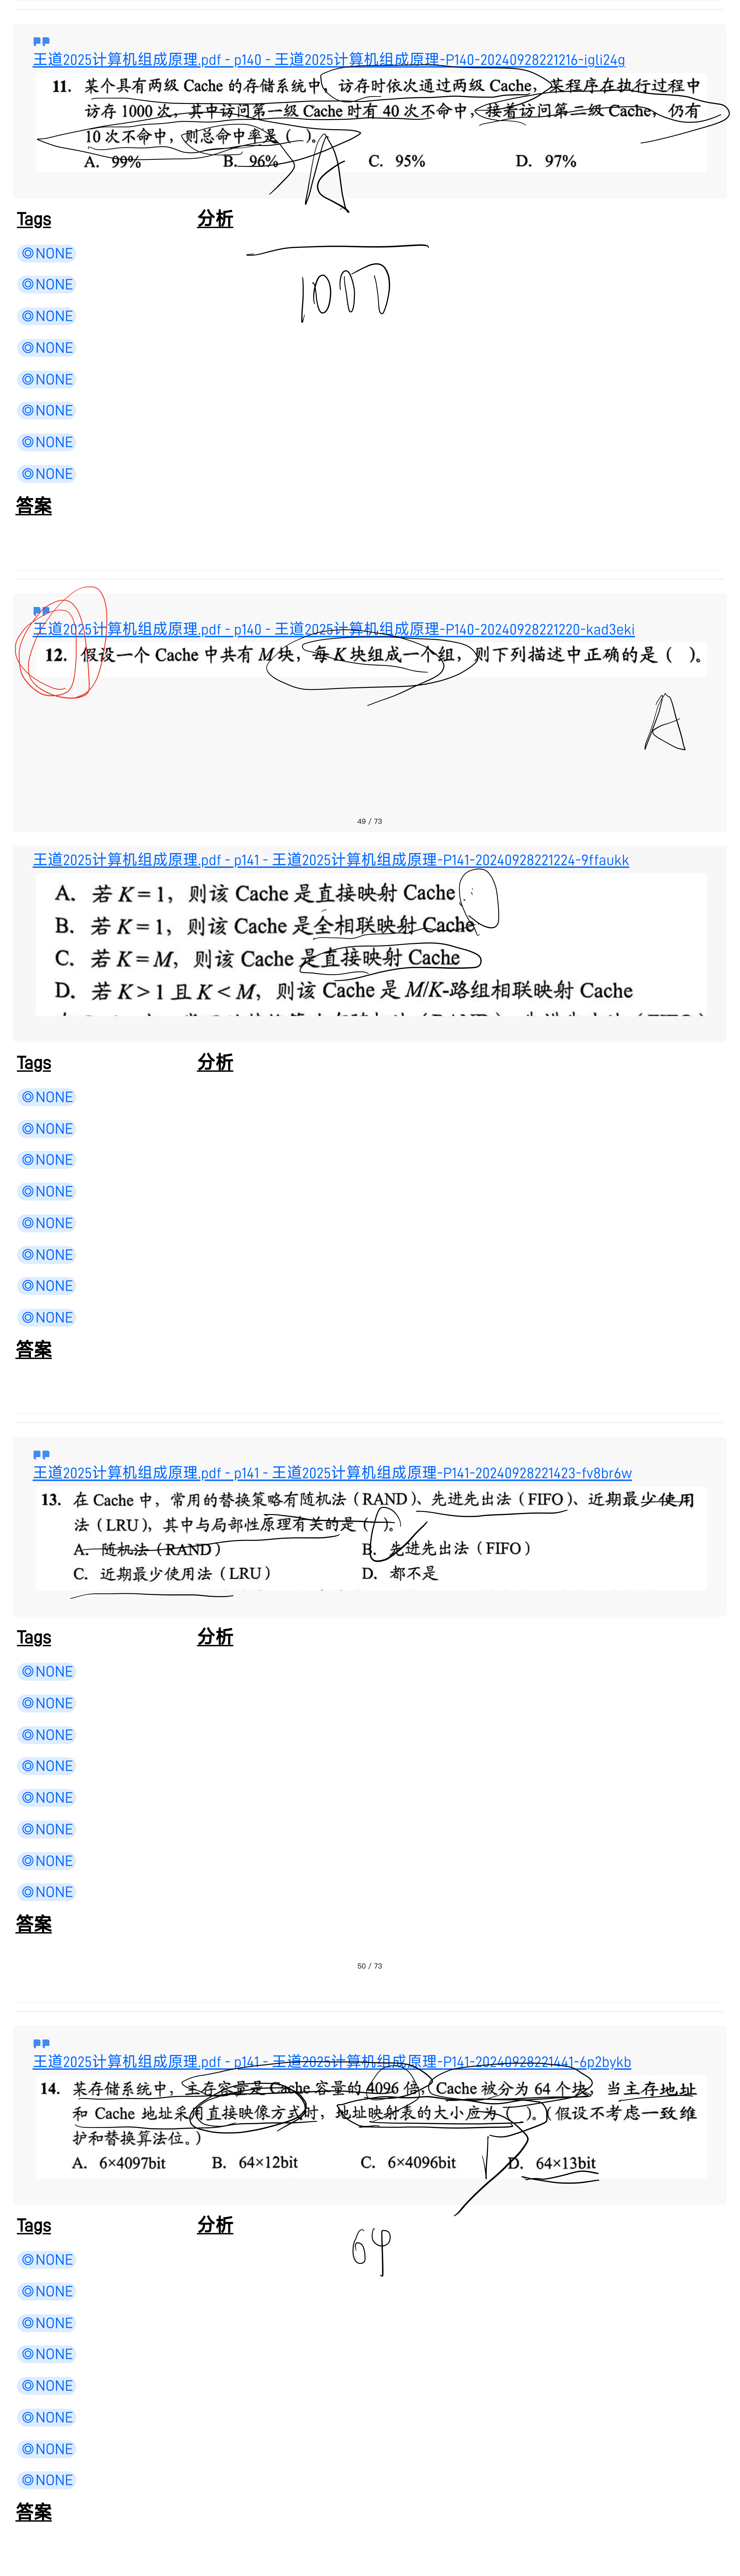 王道2025计算机组成原理.pdf - p140 - 王道2025计算机组成原理-P140-20240928221216-igli24g
11. 某个具有两级 Cache 的存储系统中，访存时依次通过两级 Cache，某程序在执行过程中
访存 1000 次，其中访问第一级 Cache 时有 40 次不命中，接着访问第二级 Cache，仍有
10 次不命中，则总命中率是（ ）。
A. 99% B. 96% C. 95% D. 97%
A
Tags 分析
◎NONE
1000
◎NONE
◎NONE
◎NONE
◎NONE
◎NONE
◎NONE
◎NONE
答案
王道2025计算机组成原理.pdf - p140 - 王道2025计算机组成原理-P140-20240928221220-kad3eki
12. 假设一个 Cache 中共有 M 块，每 K 块组成一个组，则下列描述中正确的是（ ）。
A
49 / 73
王道2025计算机组成原理.pdf - p141 - 王道2025计算机组成原理-P141-20240928221224-9ffaukk
A. 若 K = 1，则该 Cache 是直接映射 Cache
B. 若 K = 1，则该 Cache 是全相联映射 Cache
C. 若 K = M，则该 Cache 是直接映射 Cache
D. 若 K > 1 且 K < M，则该 Cache 是 M/K-路组相联映射 Cache
Tags 分析
◎NONE
◎NONE
◎NONE
◎NONE
◎NONE
◎NONE
◎NONE
◎NONE
答案
王道2025计算机组成原理.pdf - p141 - 王道2025计算机组成原理-P141-20240928221423-fv8br6w
13. 在 Cache 中，常用的替换策略有随机法（RAND）、先进先出法（FIFO）、近期最少使用
法（LRU），其中与局部性原理有关的是（ ）。
A. 随机法（RAND） B. 先进先出法（FIFO）
C. 近期最少使用法（LRU） D. 都不是
Tags 分析
◎NONE
◎NONE
◎NONE
◎NONE
◎NONE
◎NONE
◎NONE
◎NONE
答案
50 / 73
王道2025计算机组成原理.pdf - p141 - 王道2025计算机组成原理-P141-20240928221441-6p2bykb
14. 某存储系统中，主存容量是 Cache 容量的 4096 倍，Cache 被分为 64 个块，当主存地址
和 Cache 地址采用直接映像方式时，地址映射表的大小应为（ ）。（假设不考虑一致维
护和替换算法位。）
A. 6×4097bit B. 64×12bit C. 6×4096bit D. 64×13bit
Tags 分析
64
◎NONE
◎NONE
◎NONE
◎NONE
◎NONE
◎NONE
◎NONE
◎NONE
答案